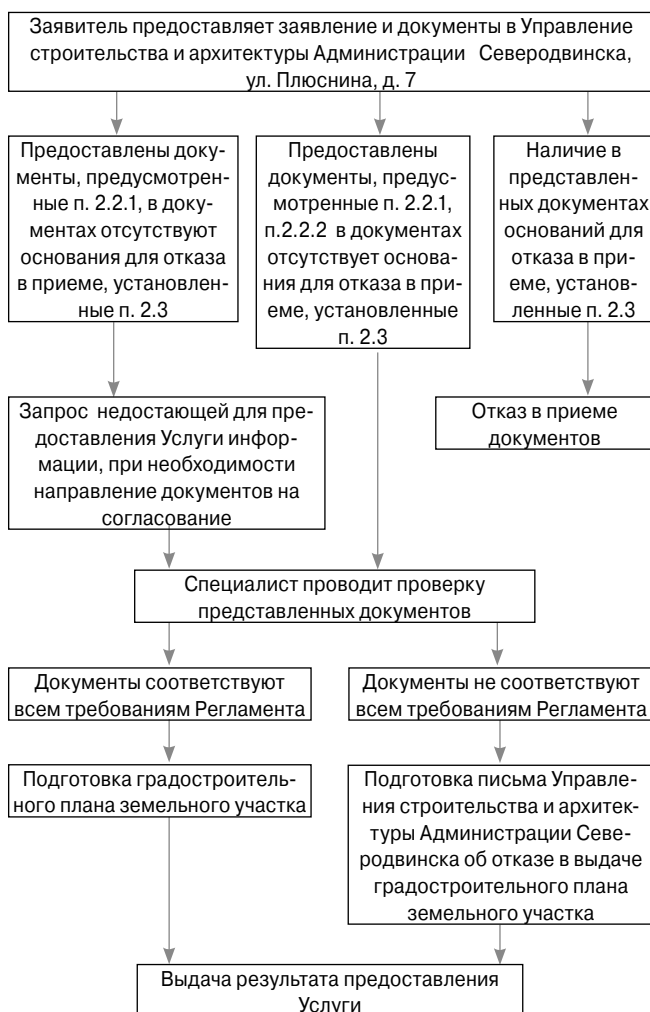 Заявитель предоставляет заявление и документы в Управление
строительства и архитектуры Администрации Северодвинска,
ул. Плюснина, д. 7
Предоставлены доку-
менты, предусмотрен-
ные п. 2.2.1, в доку-
ментах отсутствуют
основания для отказа
в приеме, установлен-
ные п. 2.3
Предоставлены
документы, предус-
мотренные п. 2.2.1,
п.2.2.2 в документах
отсутствует основа-
ния для отказа в при-
еме, установленные
п. 2.3
Наличие в
представлен-
ных документах
оснований для
отказа в при-
еме, установ-
ленные п. 2.3
Запрос недостающей для пре-
доставления Услуги инфор-
мации, при необходимости
направление документов на
согласование
Отказ в приеме
документов
Специалист проводит проверку
представленных документов
Документы соответствуют
всем требованиям Регламента
Документы не соответствуют
всем требованиям Регламента
Подготовка градостроитель-
ного плана земельного участка
Подготовка письма Управле-
ния строительства и архитек-
туры Администрации Севе-
родвинска об отказе в выдаче
градостроительного плана
земельного участка
Выдача результата предоставления
Услуги